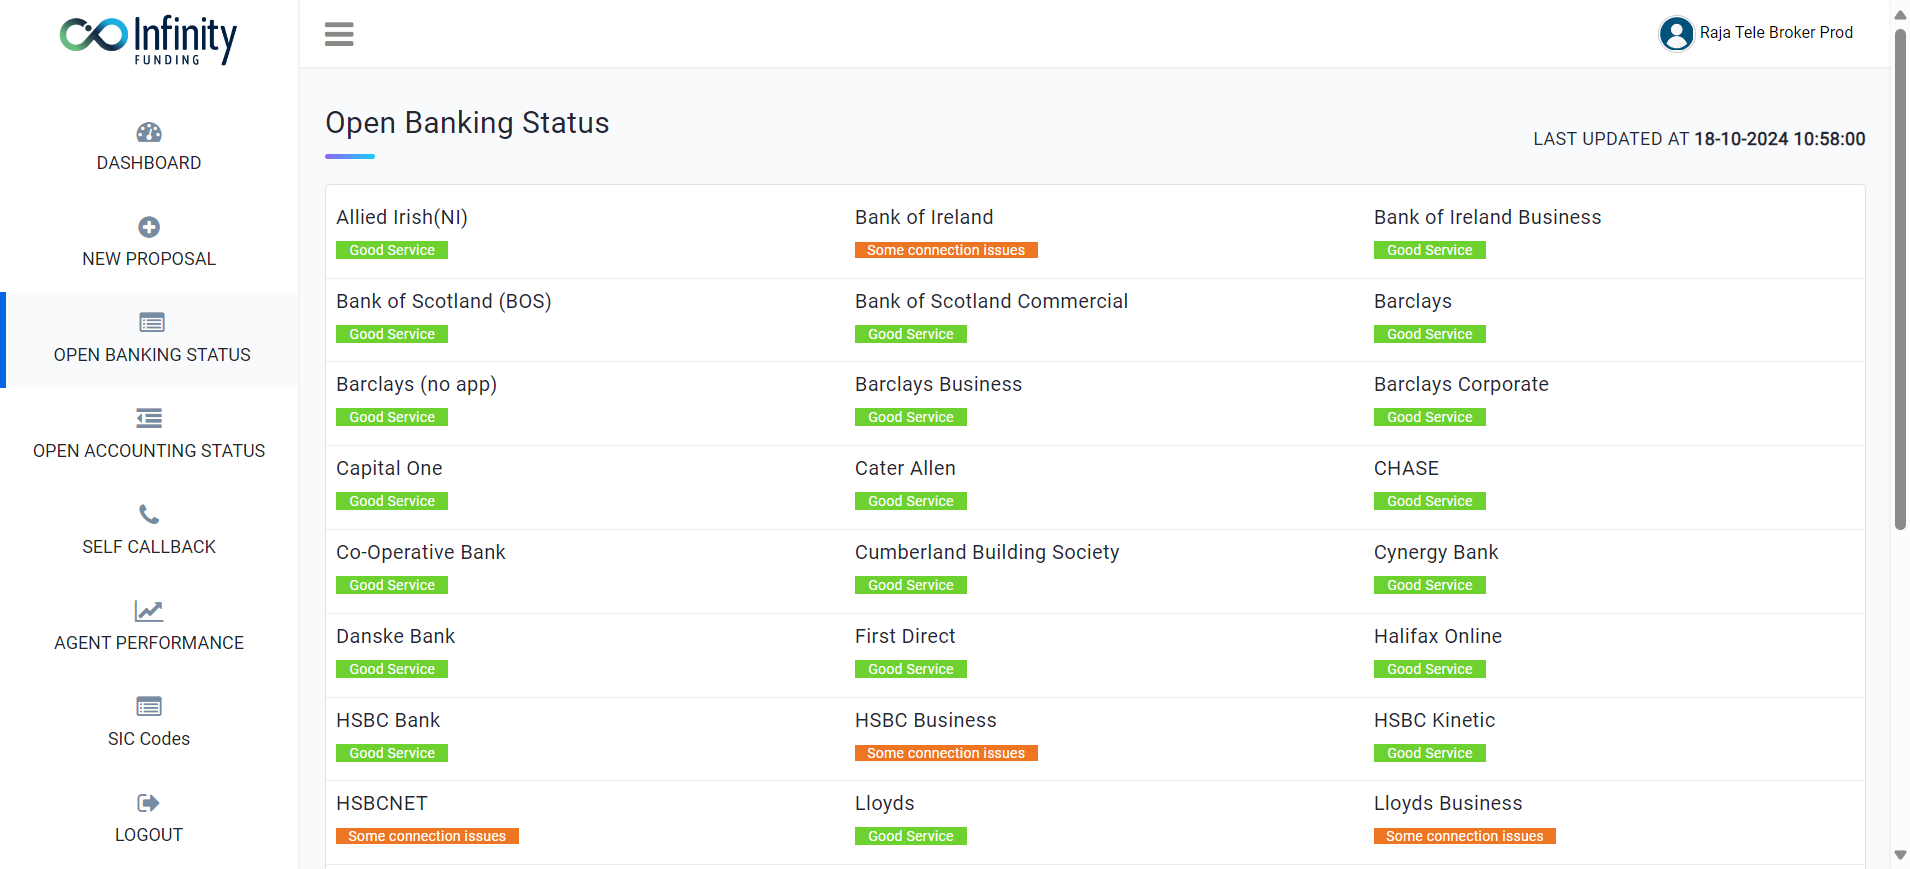 Infinity
FUNDING
Raja Tele Broker Prod
DASHBOARD
NEW PROPOSAL
OPEN BANKING STATUS
OPEN ACCOUNTING STATUS
SELF CALLBACK
AGENT PERFORMANCE
SIC Codes
LOGOUT
Open Banking Status
LAST UPDATED AT 18-10-2024 10:58:00
Allied Irish(NI)
Good Service
Bank of Ireland
Some connection issues
Bank of Ireland Business
Good Service
Bank of Scotland (BOS)
Good Service
Bank of Scotland Commercial
Good Service
Barclays
Good Service
Barclays (no app)
Good Service
Barclays Business
Good Service
Barclays Corporate
Good Service
Capital One
Good Service
Cater Allen
Good Service
CHASE
Good Service
Co-Operative Bank
Good Service
Cumberland Building Society
Good Service
Cynergy Bank
Good Service
Danske Bank
Good Service
First Direct
Good Service
Halifax Online
Good Service
HSBC Bank
Good Service
HSBC Business
Some connection issues
HSBC Kinetic
Good Service
HSBCNET
Some connection issues
Lloyds
Good Service
Lloyds Business
Some connection issues